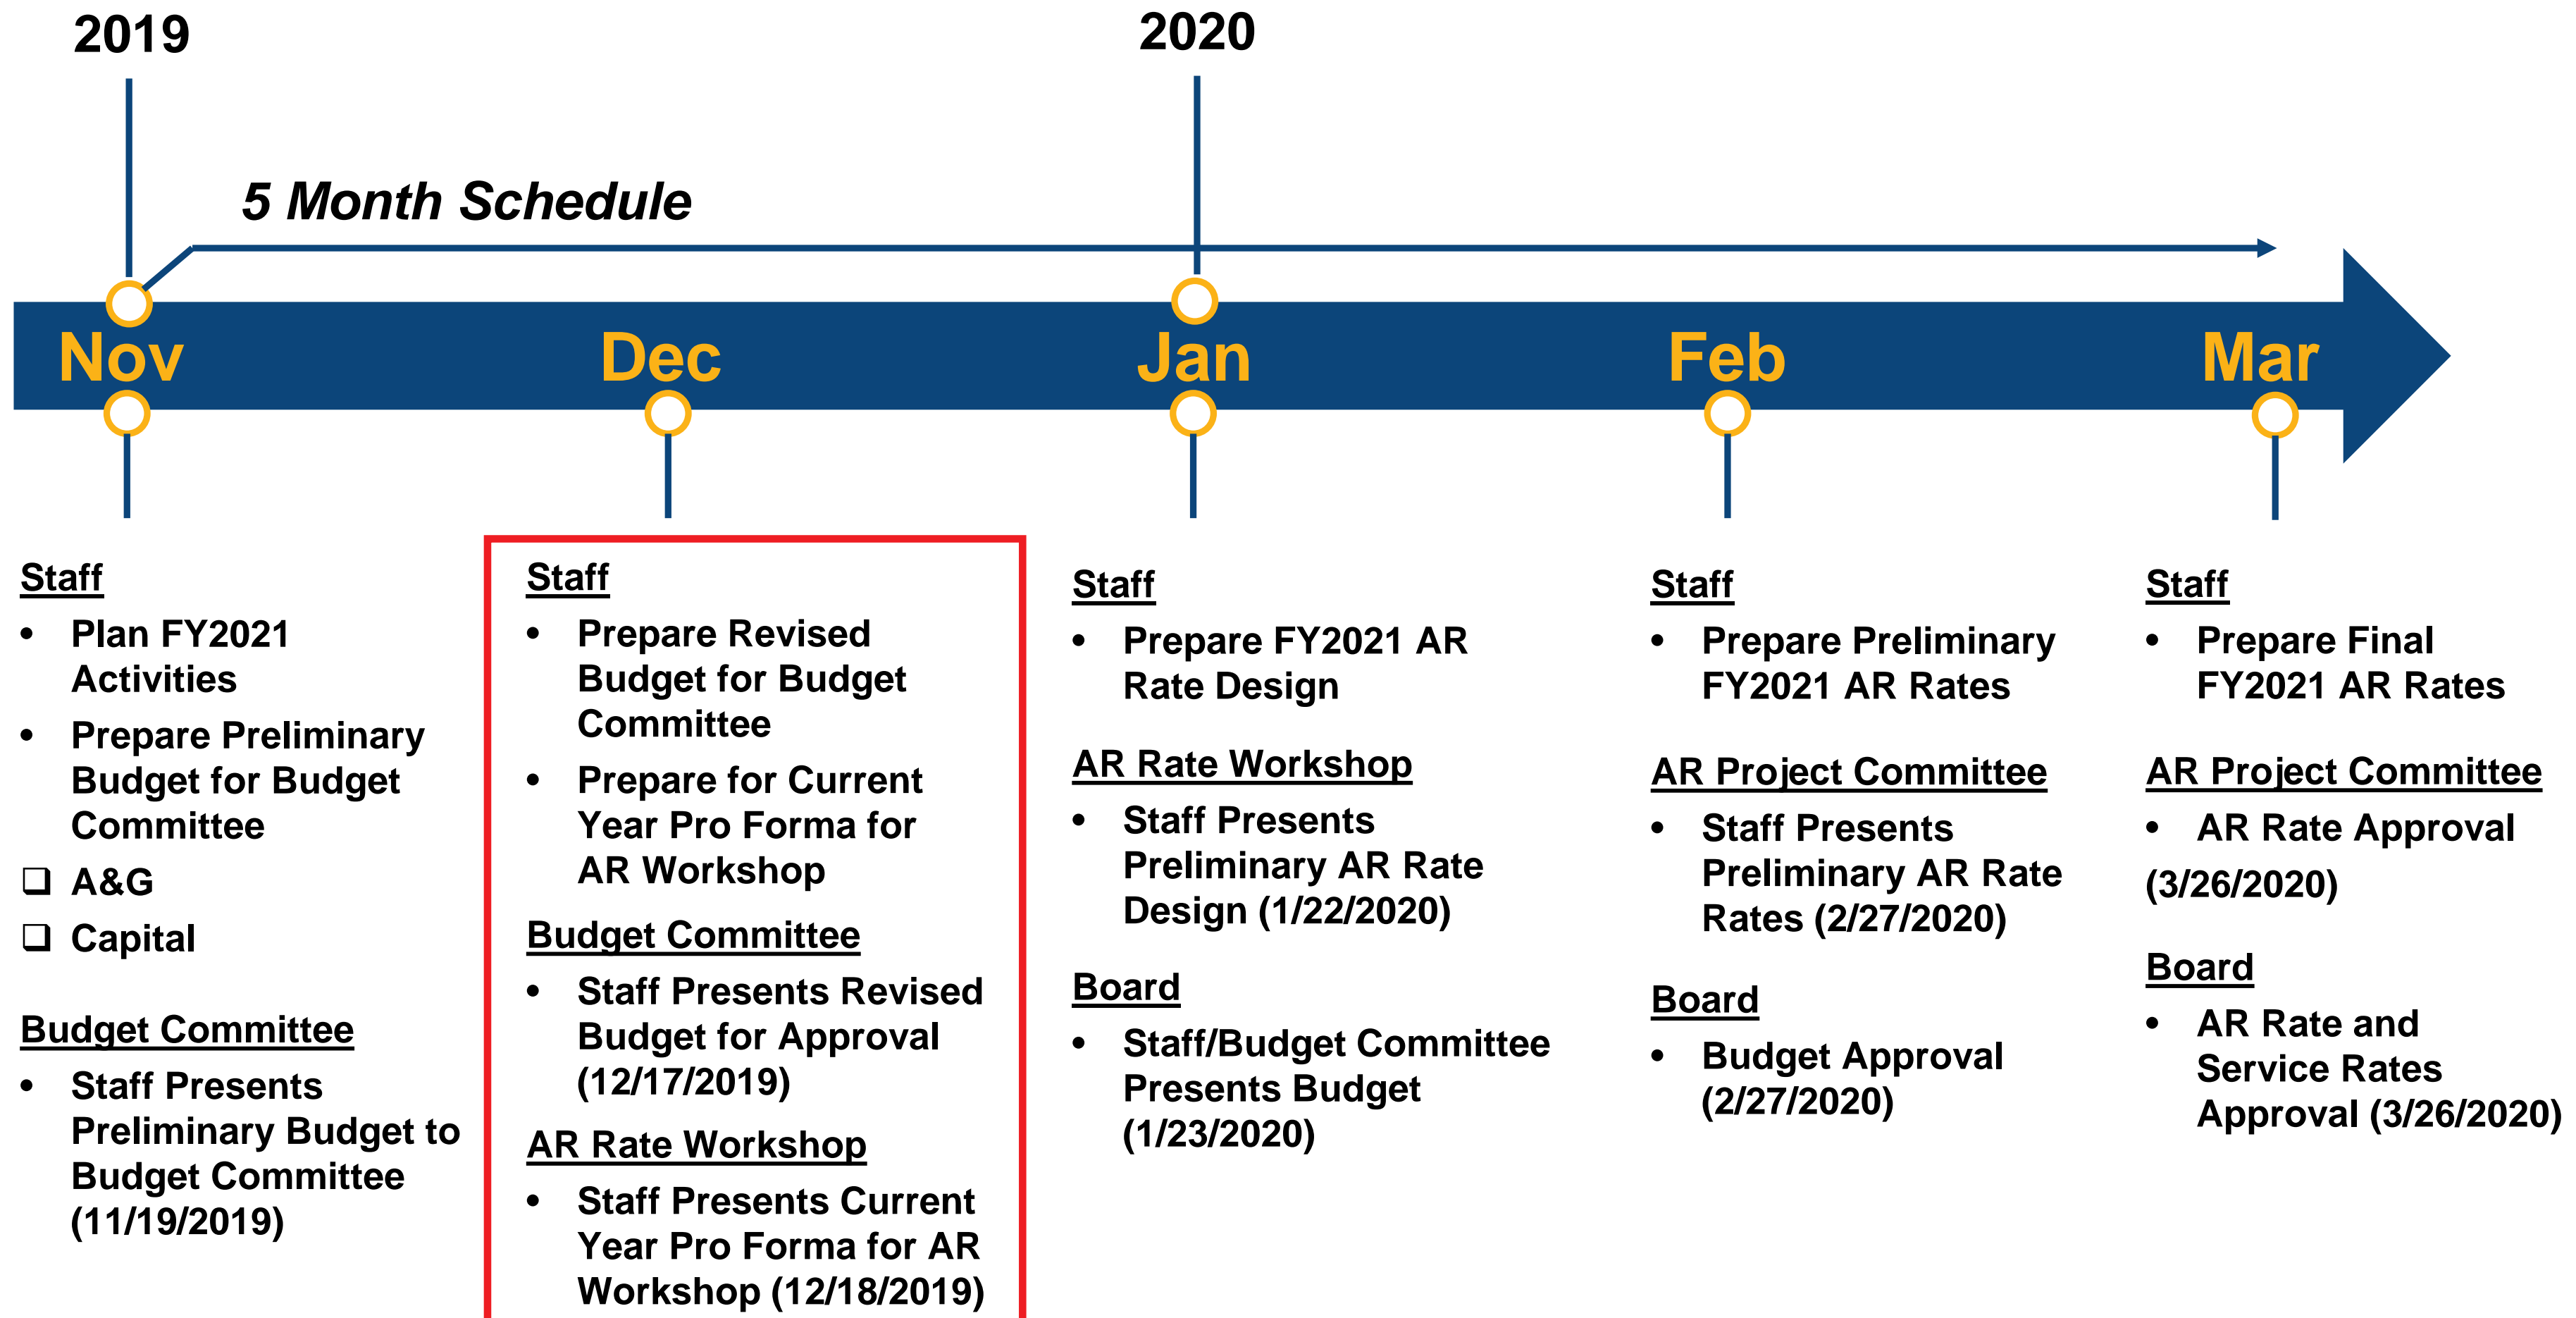 2019
2020
5 Month Schedule
Nov
Dec
Jan
Feb
Mar
Staff
• Plan FY2021
Activities
• Prepare Preliminary
Budget for Budget
Committee
❑ A&G
❑ Capital
Budget Committee
• Staff Presents
Preliminary Budget to
Budget Committee
(11/19/2019)
Staff
• Prepare Revised
Budget for Budget
Committee
• Prepare for Current
Year Pro Forma for
AR Workshop
Budget Committee
• Staff Presents Revised
Budget for Approval
(12/17/2019)
AR Rate Workshop
• Staff Presents Current
Year Pro Forma for AR
Workshop (12/18/2019)
Staff
• Prepare FY2021 AR
Rate Design
AR Rate Workshop
• Staff Presents
Preliminary AR Rate
Design (1/22/2020)
Board
• Staff/Budget Committee
Presents Budget
(1/23/2020)
Staff
• Prepare Preliminary
FY2021 AR Rates
AR Project Committee
• Staff Presents
Preliminary AR Rate
Rates (2/27/2020)
Board
• Budget Approval
(2/27/2020)
Staff
• Prepare Final
FY2021 AR Rates
AR Project Committee
• AR Rate Approval
(3/26/2020)
Board
• AR Rate and
Service Rates
Approval (3/26/2020)